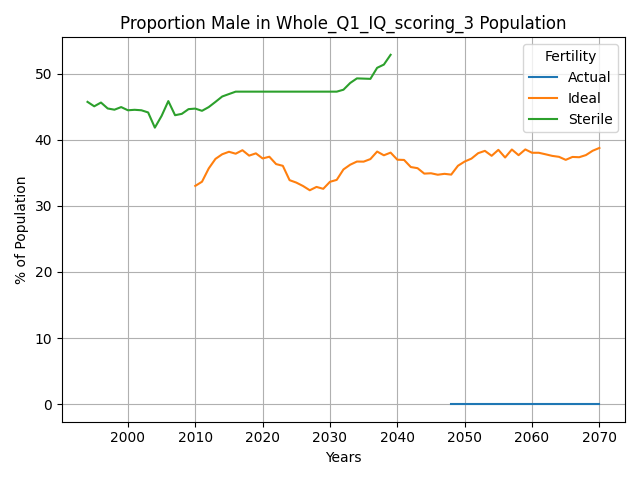 Proportion Male in Whole_Q1_IQ_scoring_3 Population
Fertility
Actual
Ideal
Sterile
% of Population
50
40
30
20
10
0
2000 2010 2020 2030 2040 2050 2060 2070
Years